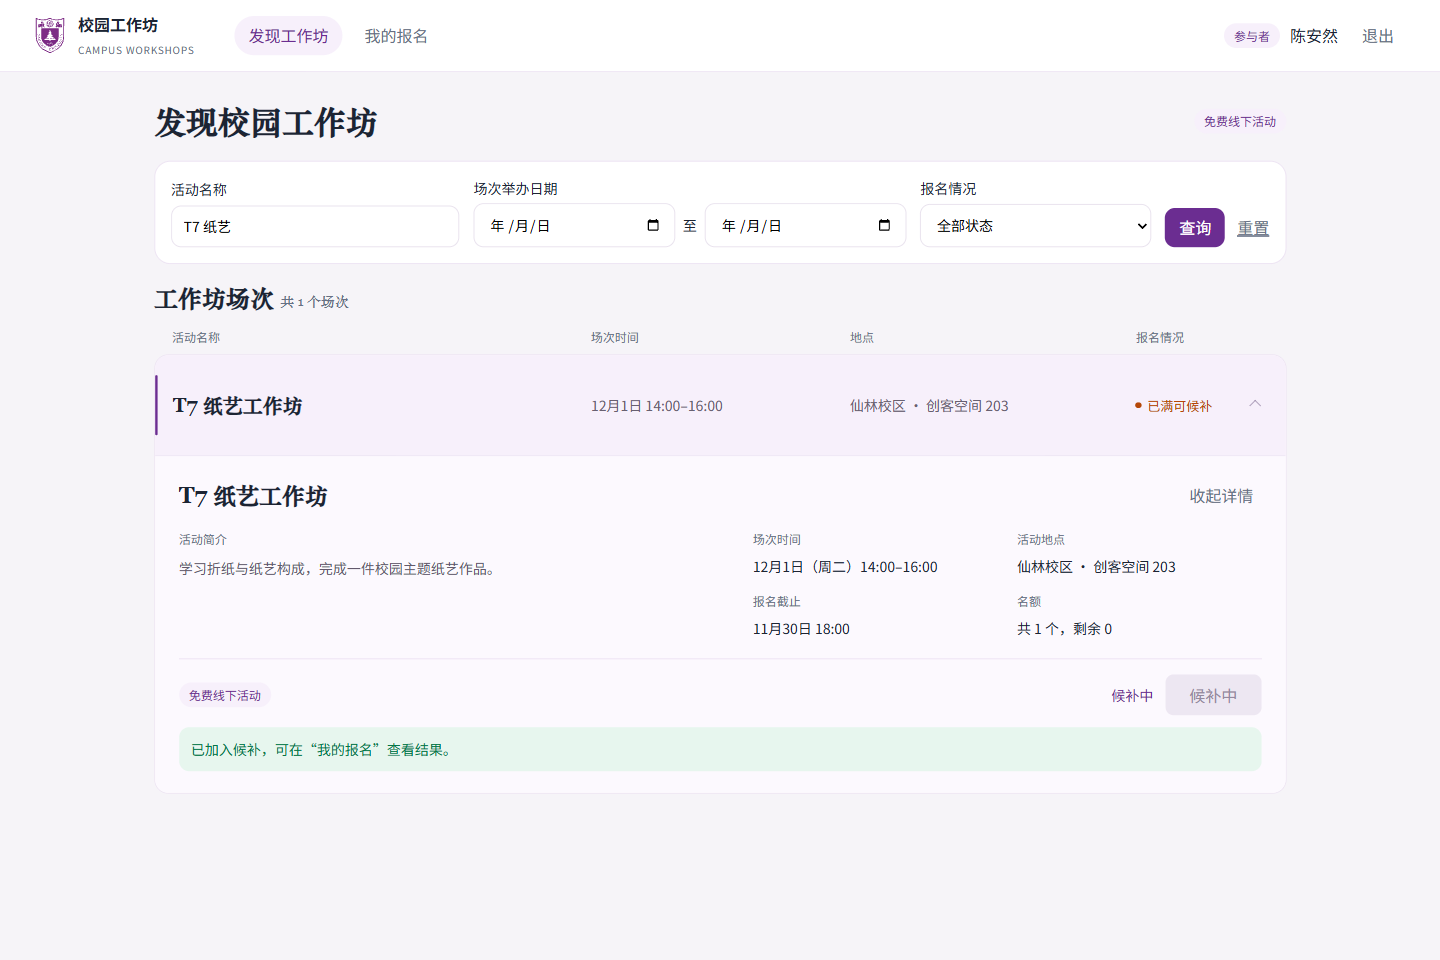 校园工作坊
CAMPUS WORKSHOPS
发现工作坊
我的报名
参与者
陈安然
退出
发现校园工作坊
免费线下活动
活动名称
场次举办日期
报名情况
T7 纸艺
年 /月/日
至
年 /月/日
全部状态
查询
重置
工作坊场次 共 1 个场次
活动名称
场次时间
地点
报名情况
T7 纸艺工作坊
12月1日 14:00–16:00
仙林校区 · 创客空间 203
已满可候补
T7 纸艺工作坊
收起详情
活动简介
学习折纸与纸艺构成，完成一件校园主题纸艺作品。
场次时间
12月1日（周二）14:00–16:00
活动地点
仙林校区 · 创客空间 203
报名截止
11月30日 18:00
名额
共 1 个，剩余 0
免费线下活动
候补中
候补中
已加入候补，可在“我的报名”查看结果。